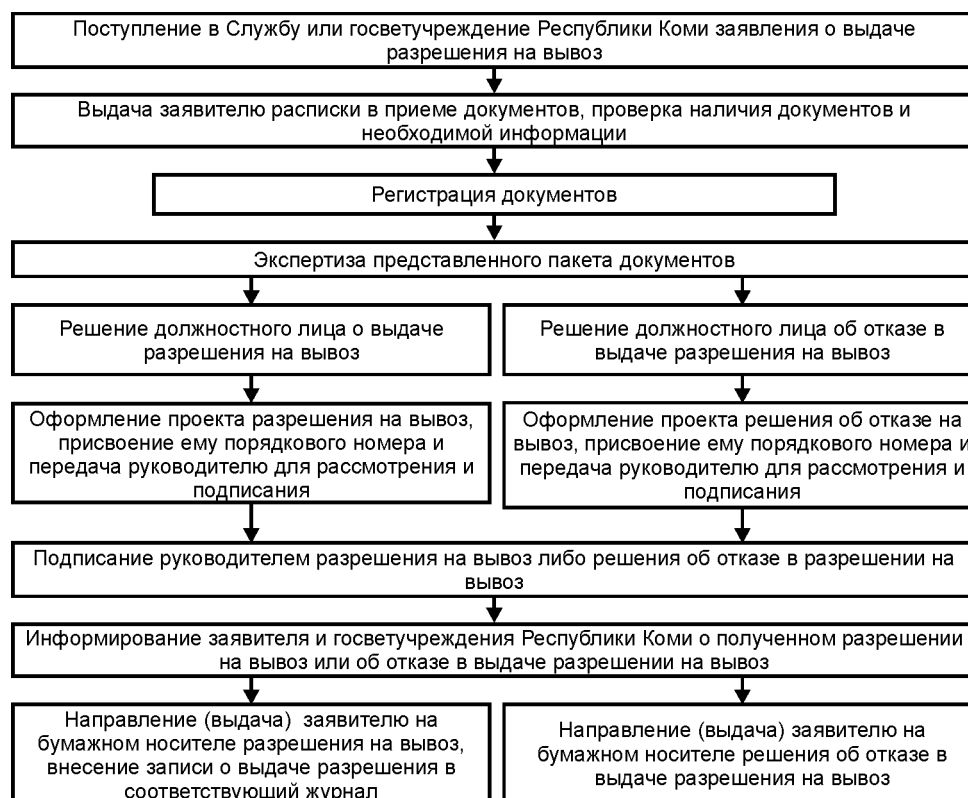 Поступление в Службу или госветучреждение Республики Коми заявления о выдаче
разрешения на вывоз
Выдача заявителю расписки в приеме документов, проверка наличия документов и
необходимой информации
Регистрация документов
Экспертиза представленного пакета документов
Решение должностного лица о выдаче
разрешения на вывоз
Решение должностного лица об отказе в
выдаче разрешения на вывоз
Оформление проекта разрешения на вывоз,
присвоение ему порядкового номера и
передача руководителю для рассмотрения и
подписания
Оформление проекта решения об отказе на
вывоз, присвоение ему порядкового номера и
передача руководителю для рассмотрения и
подписания
Подписание руководителем разрешения на вывоз либо решения об отказе в разрешении на
вывоз
Информирование заявителя и госветучреждения Республики Коми о полученном разрешении
на вывоз или об отказе в выдаче разрешении на вывоз
Направление (выдача) заявителю на
бумажном носителе разрешения на вывоз,
внесение записи о выдаче разрешения в
соответствующий журнал
Направление (выдача) заявителю на
бумажном носителе решения об отказе в
выдаче разрешения на вывоз